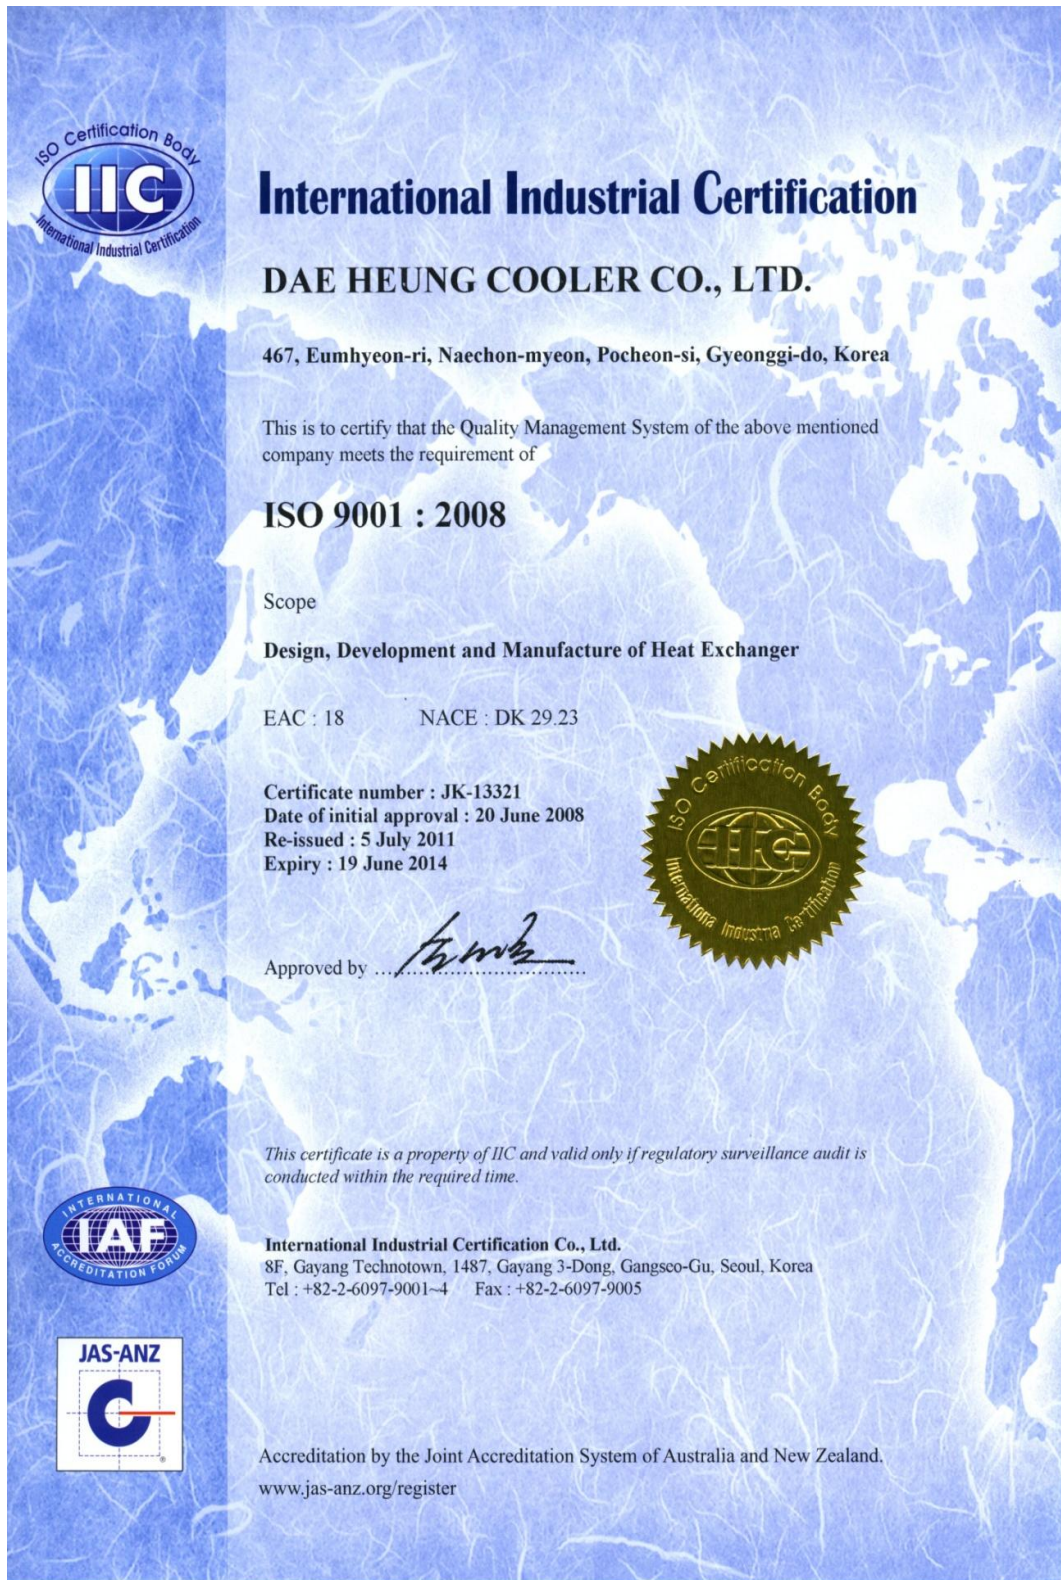 ISO Certification Body
IIC
International Industrial Certification
International Industrial Certification
DAE HEUNG COOLER CO., LTD.
467, Eumhyeon-ri, Naechon-myeon, Pocheon-si, Gyeonggi-do, Korea
This is to certify that the Quality Management System of the above mentioned
company meets the requirement of
ISO 9001 : 2008
Scope
Design, Development and Manufacture of Heat Exchanger
EAC : 18 NACE : DK 29.23
Certificate number : JK-13321
Date of initial approval : 20 June 2008
Re-issued : 5 July 2011
Expiry : 19 June 2014
ISO Certification Body
IIC
International Industrial Certification
Approved by
This certificate is a property of IIC and valid only if regulatory surveillance audit is
conducted within the required time.
INTERNATIONAL
IAF
ACCREDITATION FORUM
International Industrial Certification Co., Ltd.
8F, Gayang Technotown, 1487, Gayang 3-Dong, Gangseo-Gu, Seoul, Korea
Tel : +82-2-6097-9001~4 Fax : +82-2-6097-9005
JAS-ANZ
®
Accreditation by the Joint Accreditation System of Australia and New Zealand.
www.jas-anz.org/register